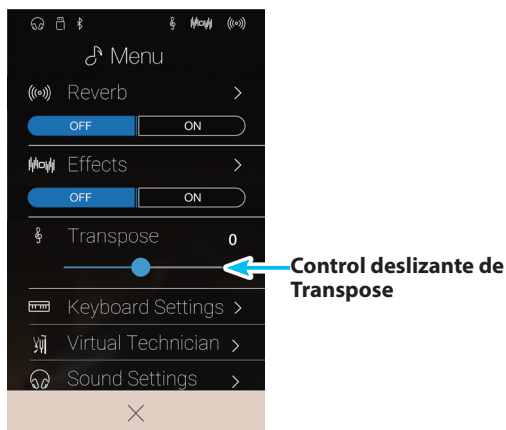 Menu
Reverb
OFF ON
Effects
OFF ON
Transpose 0
Control deslizante de
Transpose
Keyboard Settings
Virtual Technician
Sound Settings